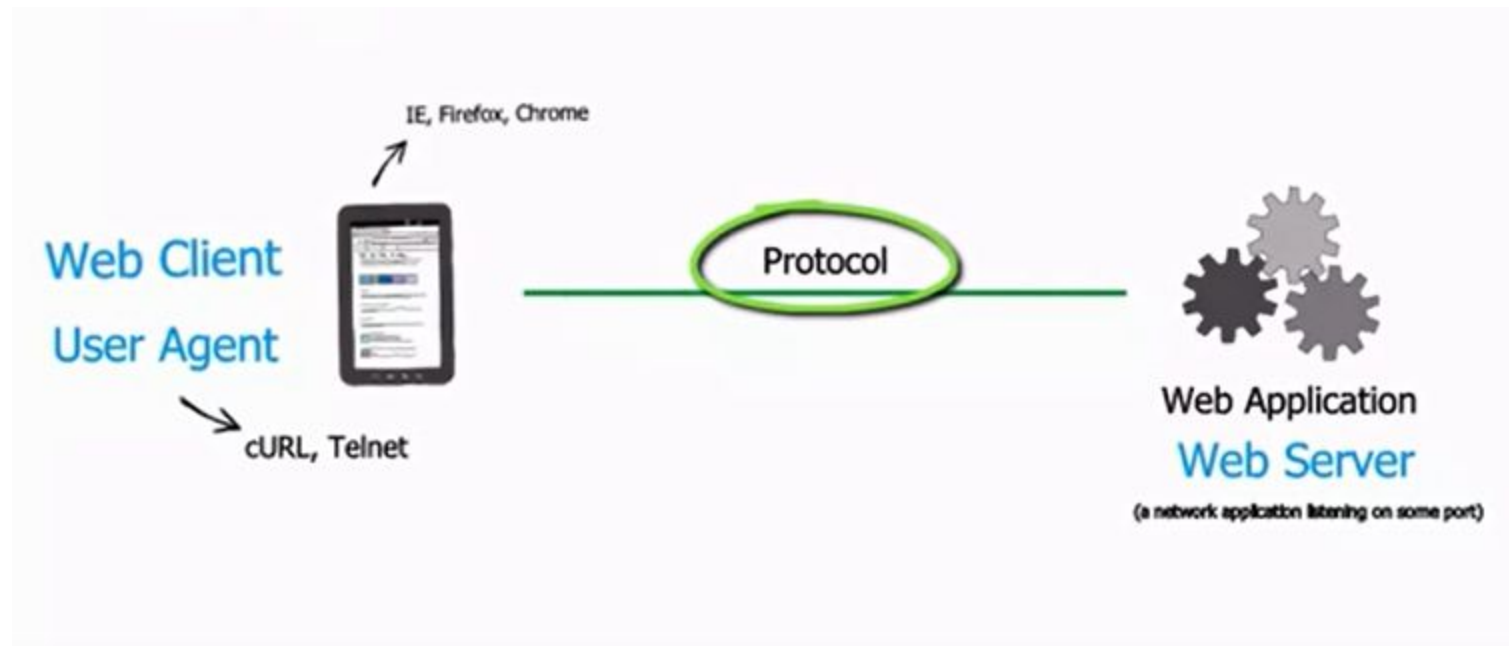 IE, Firefox, Chrome
Web Client
User Agent
cURL, Telnet
Protocol
Web Application
Web Server
(a network application listening on some port)